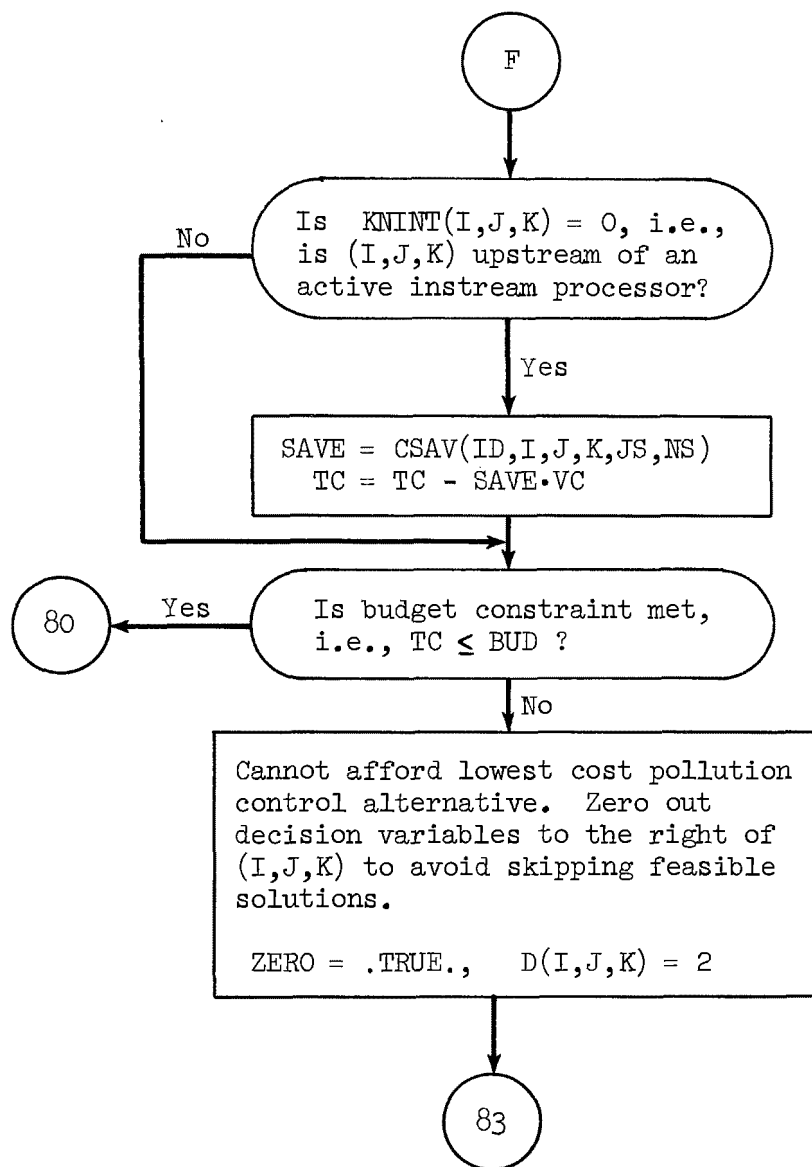 F
Is KNINT(I,J,K) = 0, i.e.,
is (I,J,K) upstream of an
active instream processor?
No
Yes
SAVE = CSAV(ID,I,J,K,JS,NS)
TC = TC - SAVE·VC
Is budget constraint met,
i.e., TC ≤ BUD ?
Yes
80
No
Cannot afford lowest cost pollution
control alternative. Zero out
decision variables to the right of
(I,J,K) to avoid skipping feasible
solutions.
ZERO = .TRUE., D(I,J,K) = 2
83